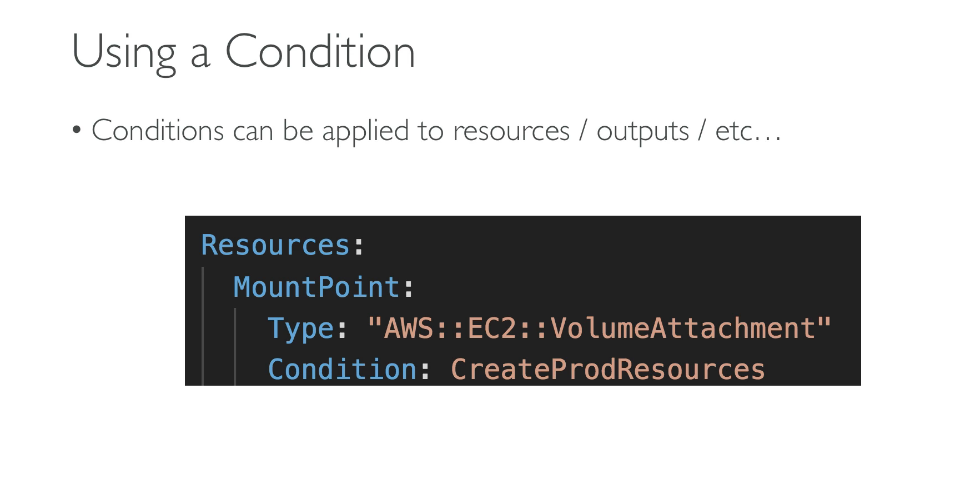 Using a Condition
• Conditions can be applied to resources / outputs / etc…
Resources:
MountPoint:
Type: "AWS::EC2::VolumeAttachment"
Condition: CreateProdResources